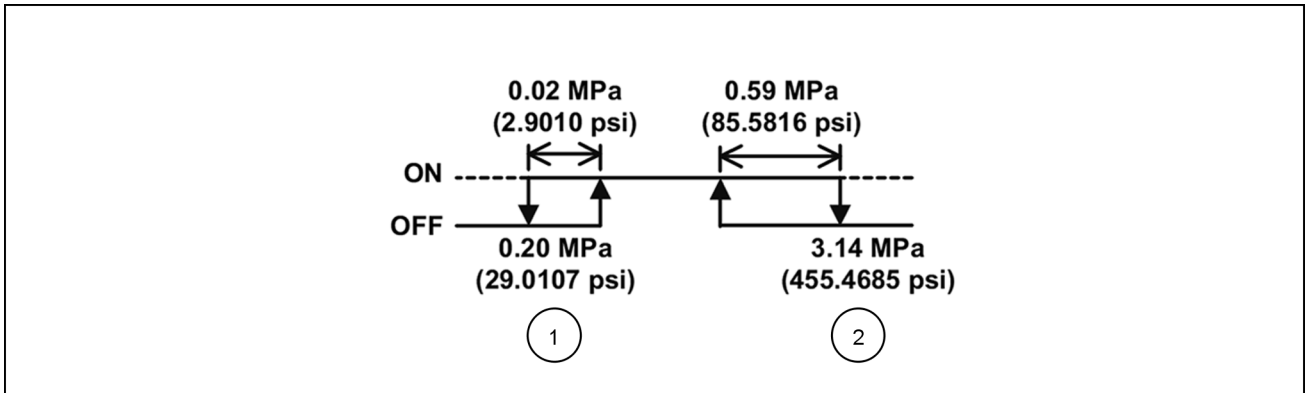 0.02 MPa
(2.9010 psi)
0.59 MPa
(85.5816 psi)
ON
OFF
0.20 MPa
(29.0107 psi)
3.14 MPa
(455.4685 psi)
1
2